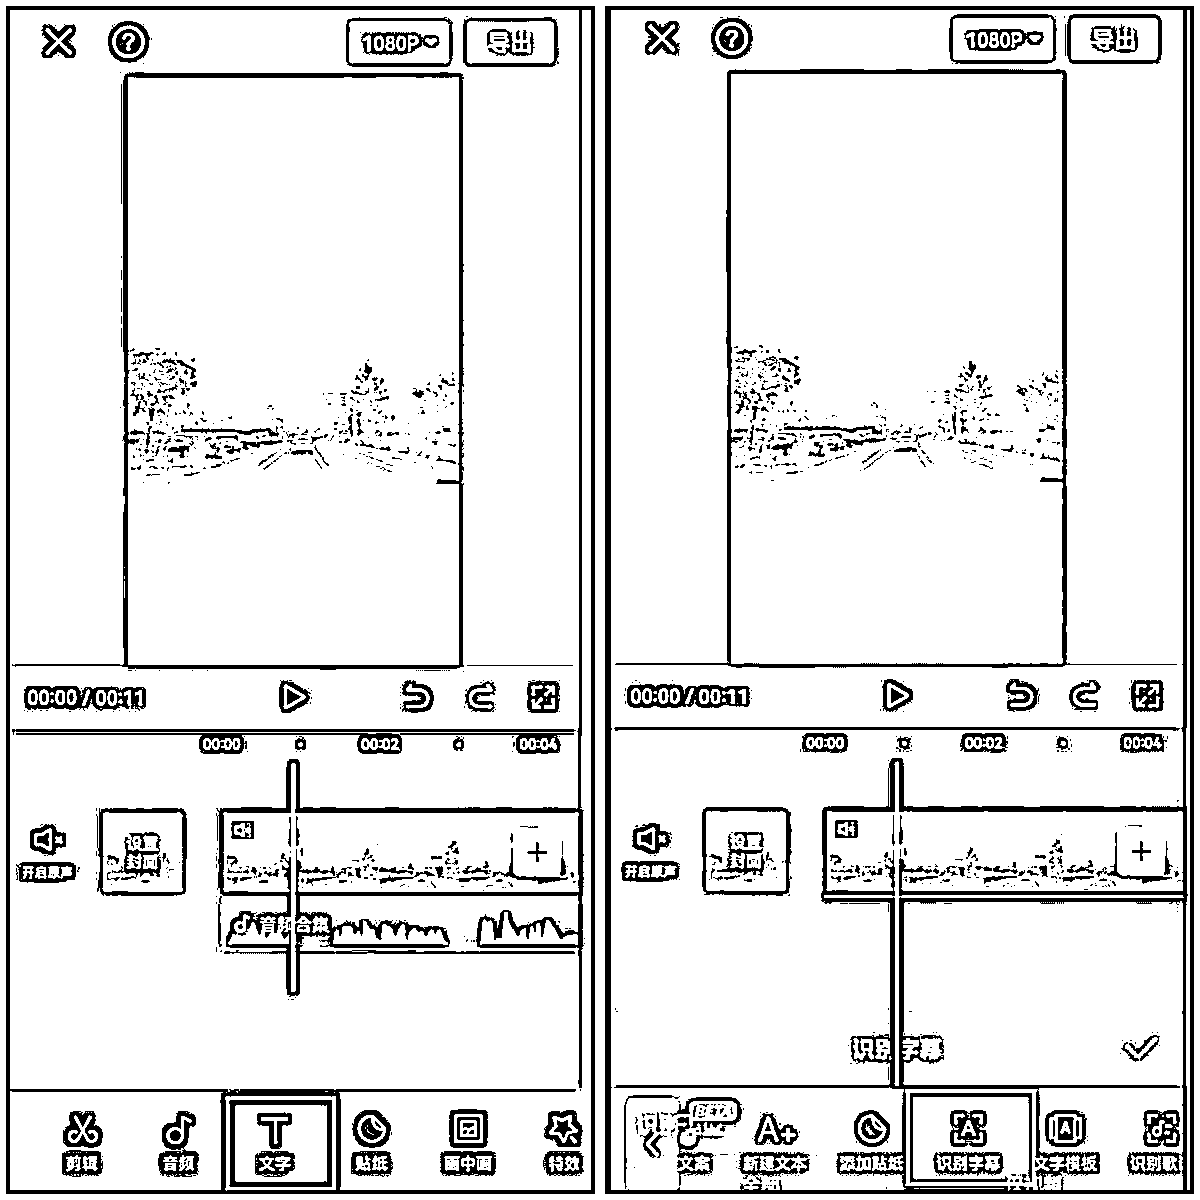 1080P 导出
00:00 / 00:11
00:00 00:02 00:04
开启原声
设置
封面
音频合集
剪辑 音频 文字 贴纸 画中画 特效
1080P 导出
00:00 / 00:11
00:00 00:02 00:04
开启原声
设置
封面
识别字幕
BETA
文案 新建文本 添加贴纸 识别字幕 文字模板 识别歌